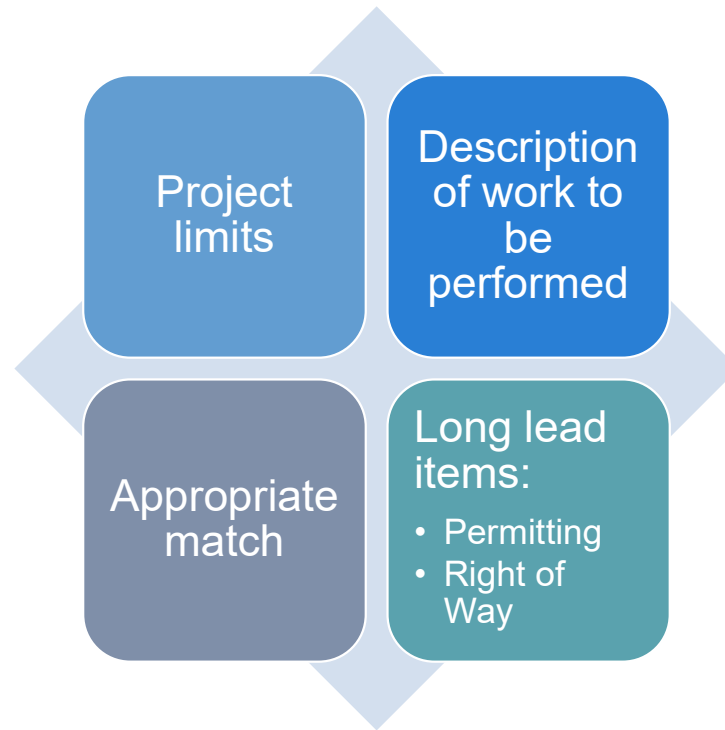 Project
limits
Description
of work to
be
performed
Appropriate
match
Long lead
items:
• Permitting
• Right of
Way